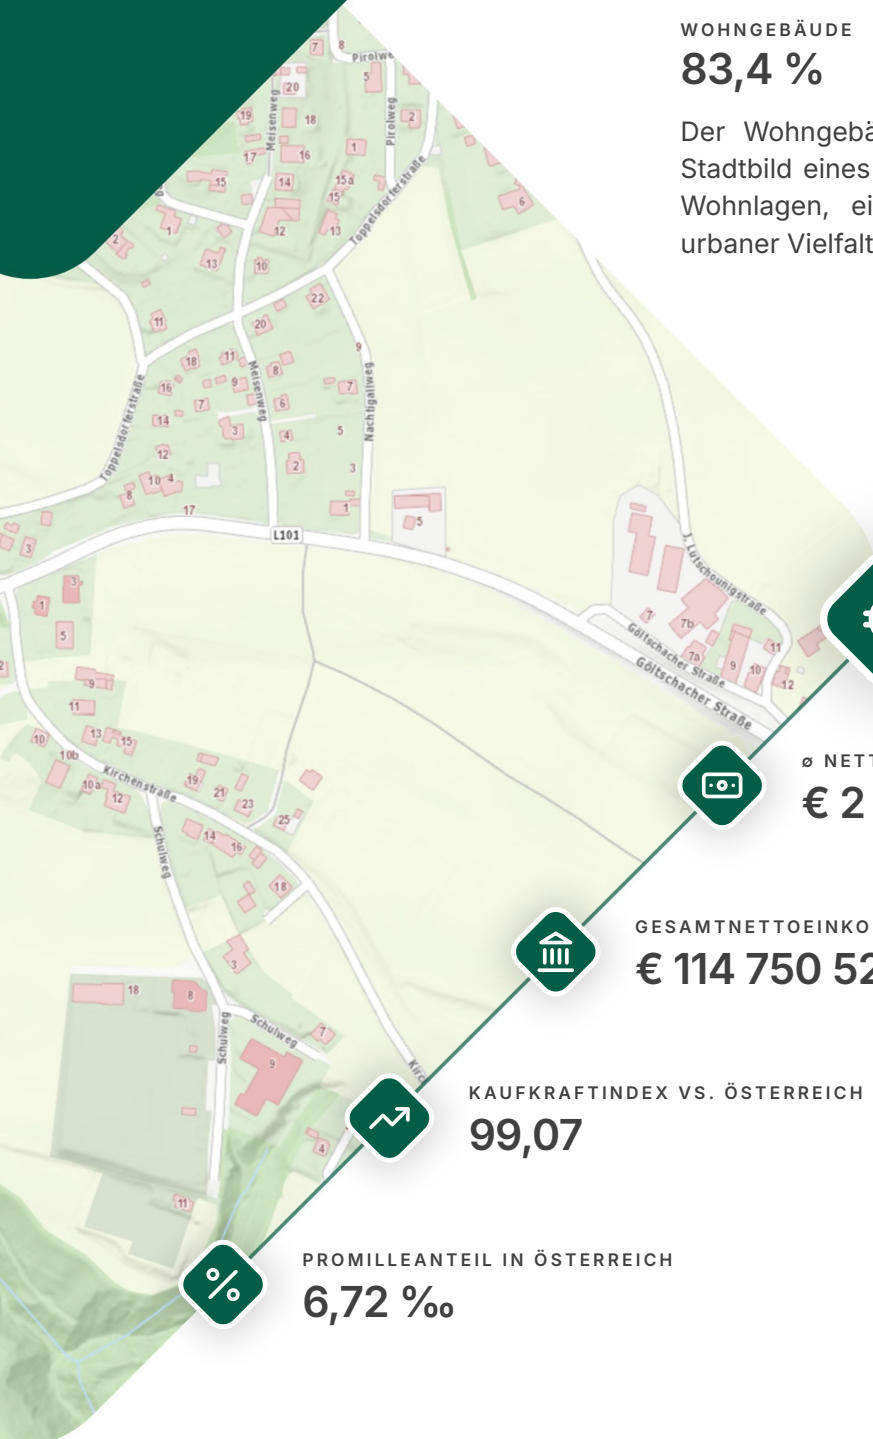 WOHNGEBÄUDE
83,4 %
Der Wohngebä
Stadtbild eines
Wohnlagen, ei
urbaner Vielfalt
ø NETT
€ 2
GESAMTNETTOEINKO
€ 114 750 52
KAUFKRAFTINDEX VS. ÖSTERREICH
99,07
PROMILLEANTEIL IN ÖSTERREICH
6,72 ‰
Pirolwe
Pirolweg
Meisenweg
Toppelsdorferstraße
Toppelsdorferstraße
Meisenweg
Nachtigallweg
L101
J. Lutschounigstraße
Göltschacher Straße
Göltschacher Straße
Kirchenstraße
Schulweg
Schulweg
Schulweg
Kirc